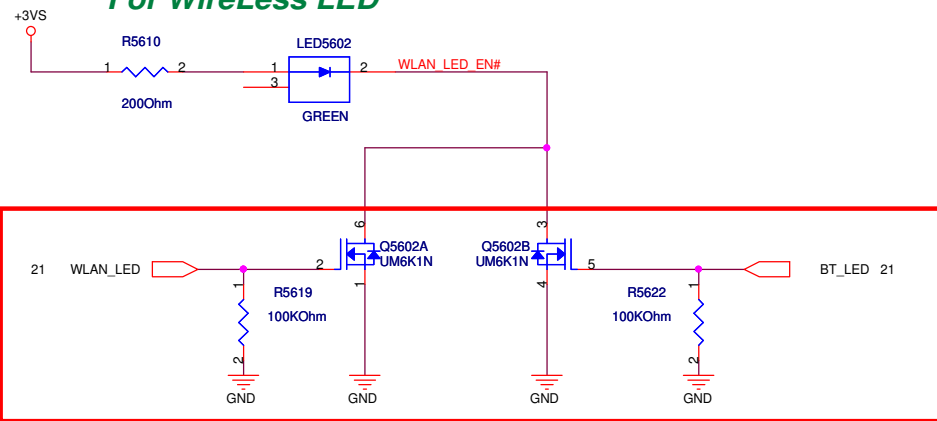 For WireLess LED
+3VS
R5610
LED5602
1
2
1
2
WLAN_LED_EN#
3
200Ohm
GREEN
6
3
Q5602A
Q5602B
UM6K1N
UM6K1N
21
WLAN_LED
2
5
BT_LED
21
1
1
4
1
R5619
R5622
100KOhm
100KOhm
2
2
GND
GND
GND
GND